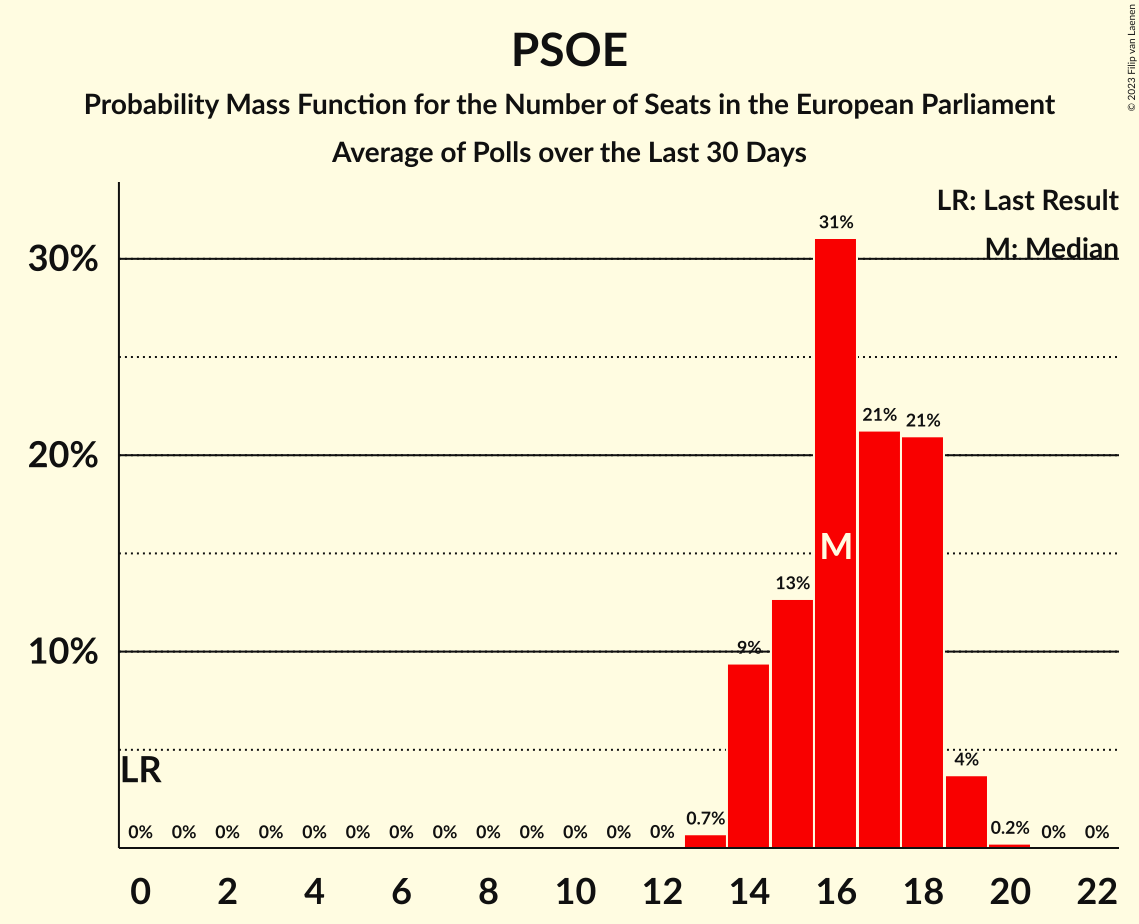 PSOE
Probability Mass Function for the Number of Seats in the European Parliament
Average of Polls over the Last 30 Days
© 2023 Filip van Laenen
LR: Last Result
M: Median
30%
20%
10%
31%
21%
21%
M
13%
9%
LR
4%
0% 0% 0% 0% 0% 0% 0% 0% 0% 0% 0% 0% 0% 0.7% 0.2% 0% 0%
0 2 4 6 8 10 12 14 16 18 20 22